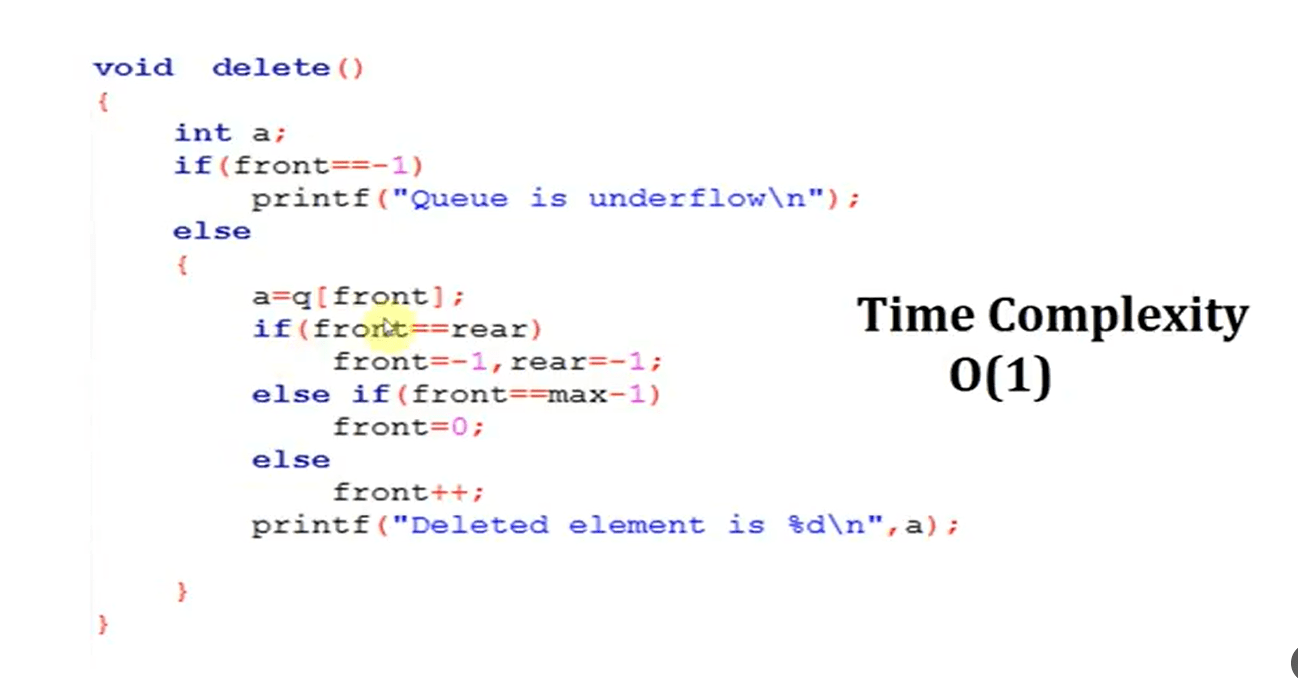 void delete()
{
int a;
if(front==-1)
printf("Queue is underflow\n");
else
{
a=q[front];
if(front==rear)
front=-1,rear=-1;
else if(front==max-1)
front=0;
else
front++;
printf("Deleted element is %d\n",a);
}
}
Time Complexity
O(1)